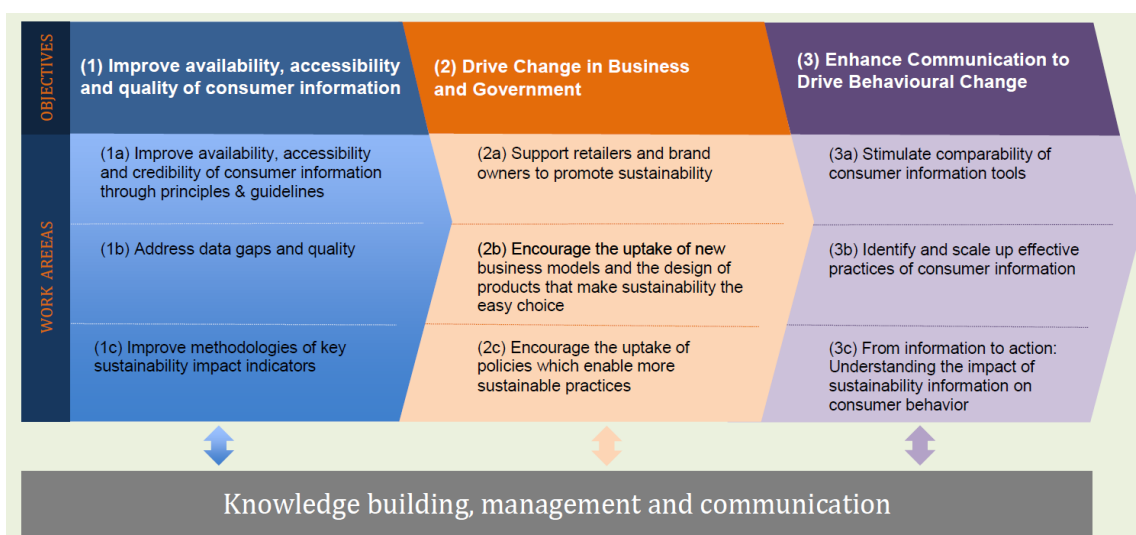 OBJECTIVES
(1) Improve availability, accessibility
and quality of consumer information
(2) Drive Change in Business
and Government
(3) Enhance Communication to
Drive Behavioural Change
WORK AREEAS
(1a) Improve availability, accessibility
and credibility of consumer information
through principles & guidelines
(2a) Support retailers and brand
owners to promote sustainability
(3a) Stimulate comparability of
consumer information tools
(1b) Address data gaps and quality
(2b) Encourage the uptake of new
business models and the design of
products that make sustainability the
easy choice
(3b) Identify and scale up effective
practices of consumer information
(1c) Improve methodologies of key
sustainability impact indicators
(2c) Encourage the uptake of
policies which enable more
sustainable practices
(3c) From information to action:
Understanding the impact of
sustainability information on
consumer behavior
Knowledge building, management and communication